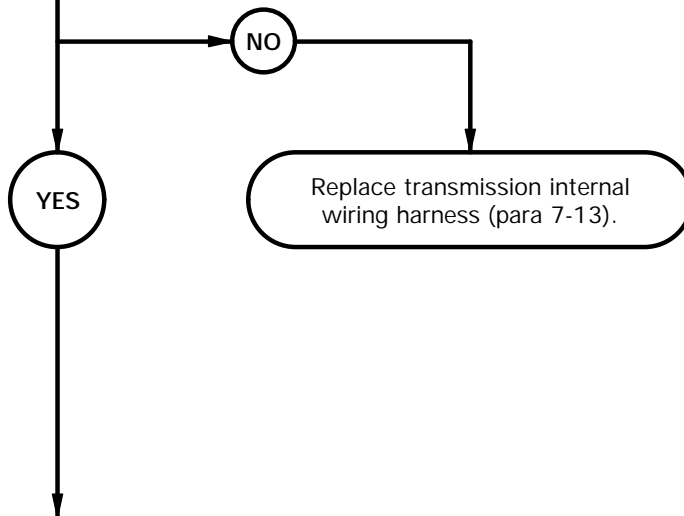 NO
YES
Replace transmission internal
wiring harness (para 7-13).